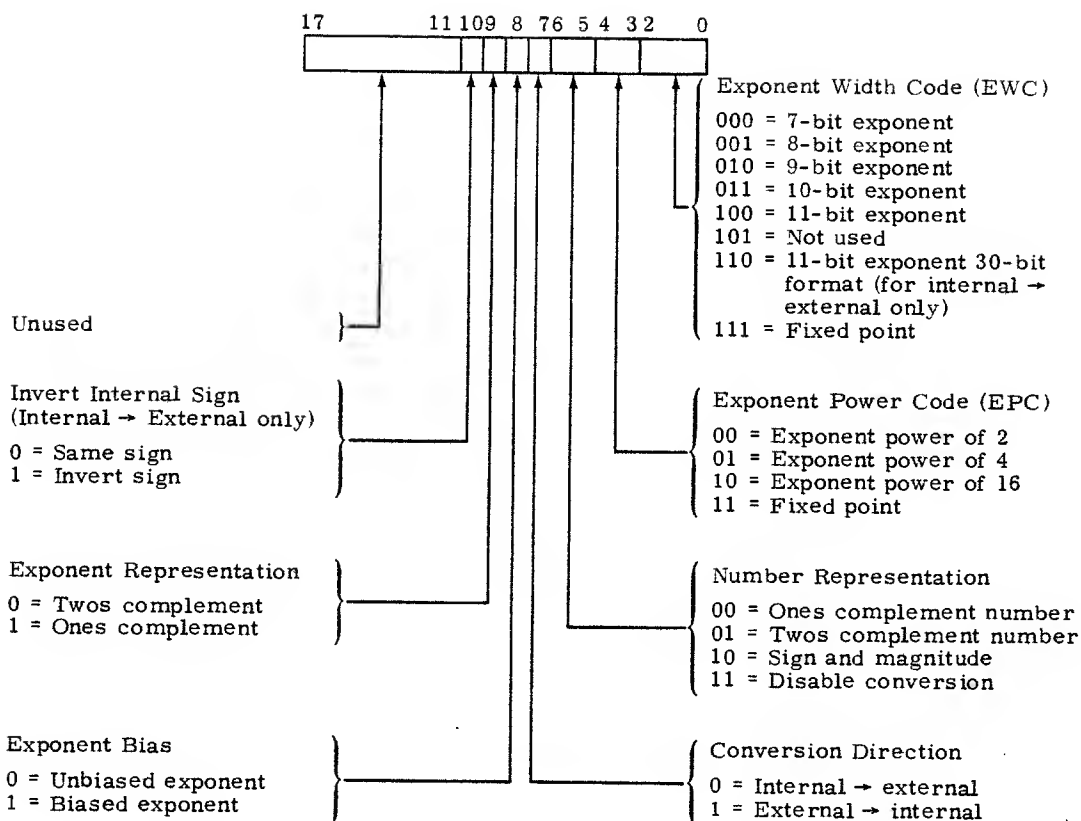 17 11 109 8 76 5 4 32 0
Exponent Width Code (EWC)
000 = 7-bit exponent
001 = 8-bit exponent
010 = 9-bit exponent
011 = 10-bit exponent
100 = 11-bit exponent
101 = Not used
110 = 11-bit exponent 30-bit
format (for internal →
external only)
111 = Fixed point
Unused
Invert Internal Sign
(Internal → External only)
0 = Same sign
1 = Invert sign
Exponent Power Code (EPC)
00 = Exponent power of 2
01 = Exponent power of 4
10 = Exponent power of 16
11 = Fixed point
Exponent Representation
0 = Twos complement
1 = Ones complement
Number Representation
00 = Ones complement number
01 = Twos complement number
10 = Sign and magnitude
11 = Disable conversion
Exponent Bias
0 = Unbiased exponent
1 = Biased exponent
Conversion Direction
0 = Internal → external
1 = External → internal